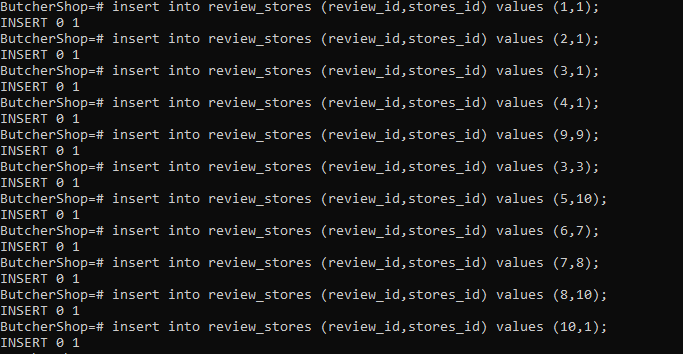 ButcherShop=# insert into review_stores (review_id,stores_id) values (1,1);
INSERT 0 1
ButcherShop=# insert into review_stores (review_id,stores_id) values (2,1);
INSERT 0 1
ButcherShop=# insert into review_stores (review_id,stores_id) values (3,1);
INSERT 0 1
ButcherShop=# insert into review_stores (review_id,stores_id) values (4,1);
INSERT 0 1
ButcherShop=# insert into review_stores (review_id,stores_id) values (9,9);
INSERT 0 1
ButcherShop=# insert into review_stores (review_id,stores_id) values (3,3);
INSERT 0 1
ButcherShop=# insert into review_stores (review_id,stores_id) values (5,10);
INSERT 0 1
ButcherShop=# insert into review_stores (review_id,stores_id) values (6,7);
INSERT 0 1
ButcherShop=# insert into review_stores (review_id,stores_id) values (7,8);
INSERT 0 1
ButcherShop=# insert into review_stores (review_id,stores_id) values (8,10);
INSERT 0 1
ButcherShop=# insert into review_stores (review_id,stores_id) values (10,1);
INSERT 0 1